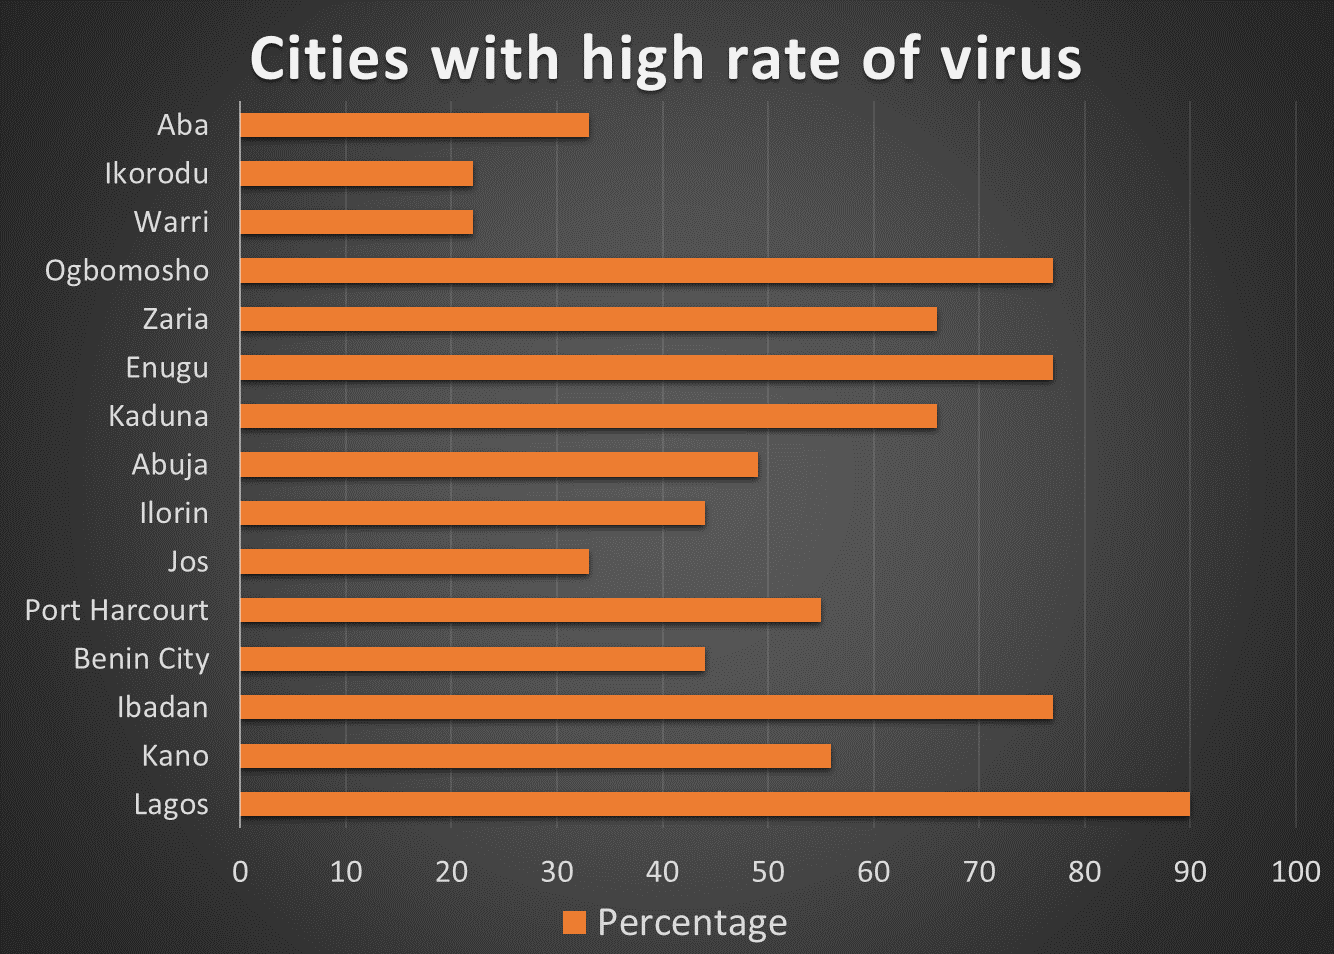 Cities with high rate of virus
Aba
Ikorodu
Warri
Ogbomosho
Zaria
Enugu
Kaduna
Abuja
Ilorin
Jos
Port Harcourt
Benin City
Ibadan
Kano
Lagos
0 10 20 30 40 50 60 70 80 90 100
Percentage